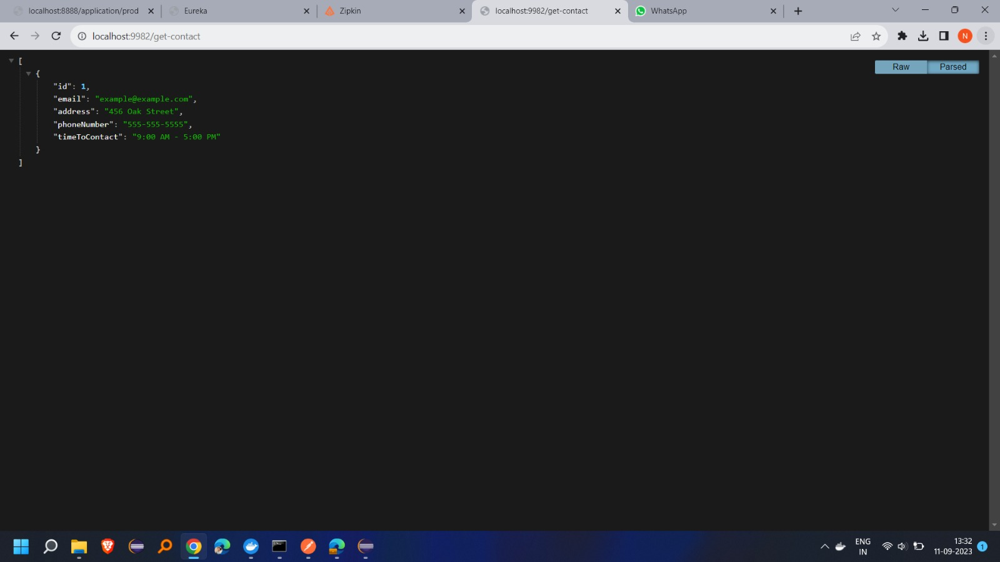 localhost:8888/application/prod
Eureka
Zipkin
localhost:9982/get-contact
WhatsApp
localhost:9982/get-contact
N
Raw
Parsed
[
{
"id": 1,
"email": "example@example.com",
"address": "456 Oak Street",
"phoneNumber": "555-555-5555",
"timeToContact": "9:00 AM - 5:00 PM"
}
]
ENG
IN
13:32
11-09-2023
1